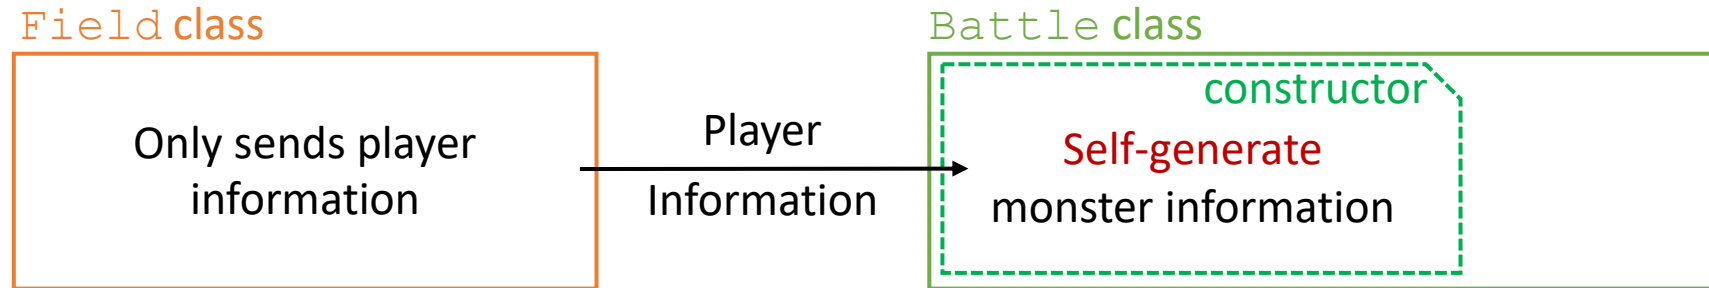 Field class
Only sends player
information
Player
Information
Battle class
constructor
Self-generate
monster information